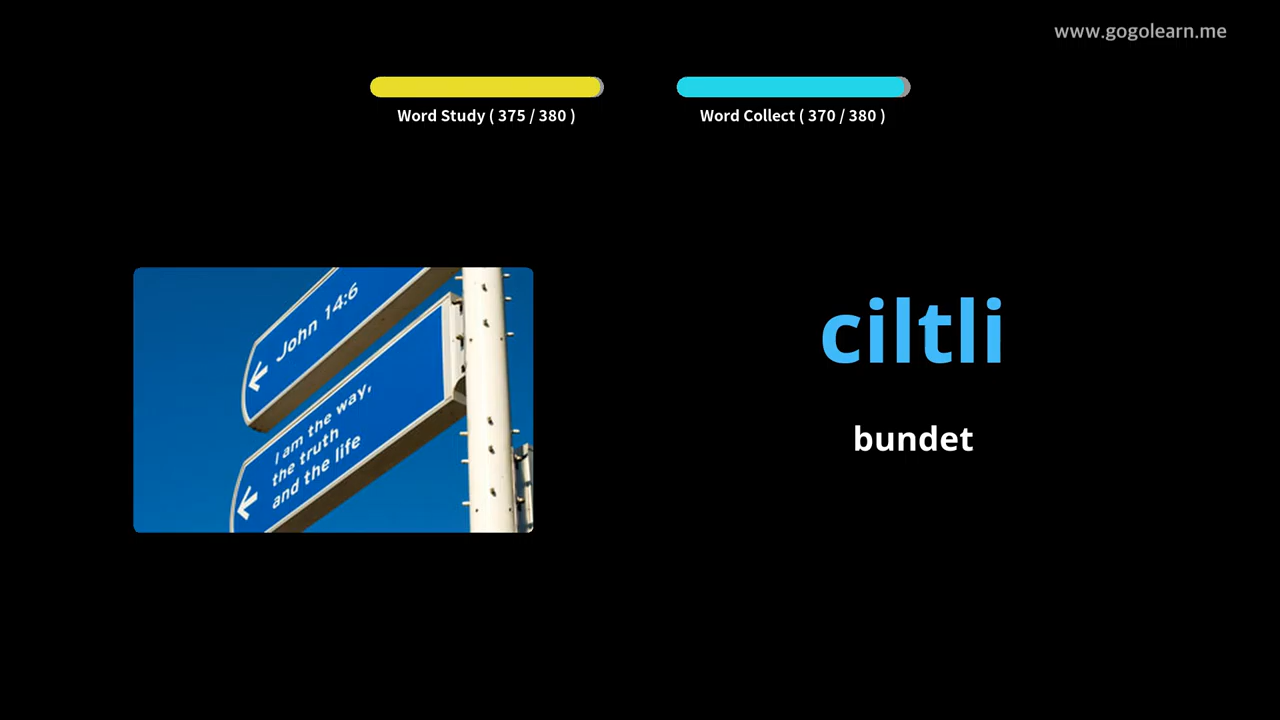 www.gogolearn.me
Word Study ( 375 / 380 )
Word Collect ( 370 / 380 )
John 14:6
I am the way,
the truth
and the life
ciltli
bundet